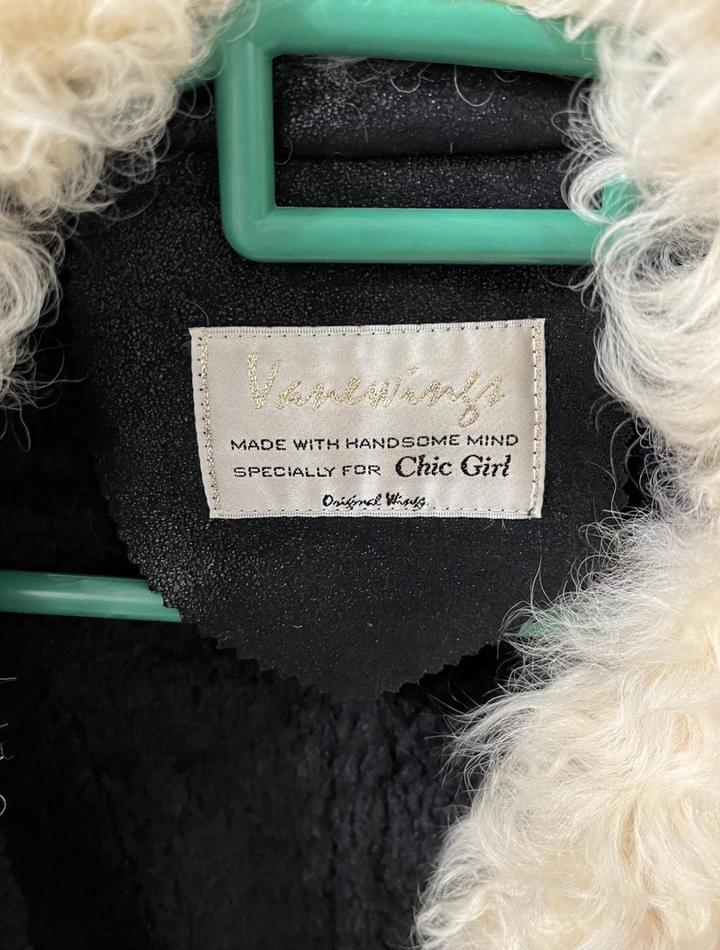 Vanewings
MADE WITH HANDSOME MIND
SPECIALLY FOR Chic Girl
Original Wings